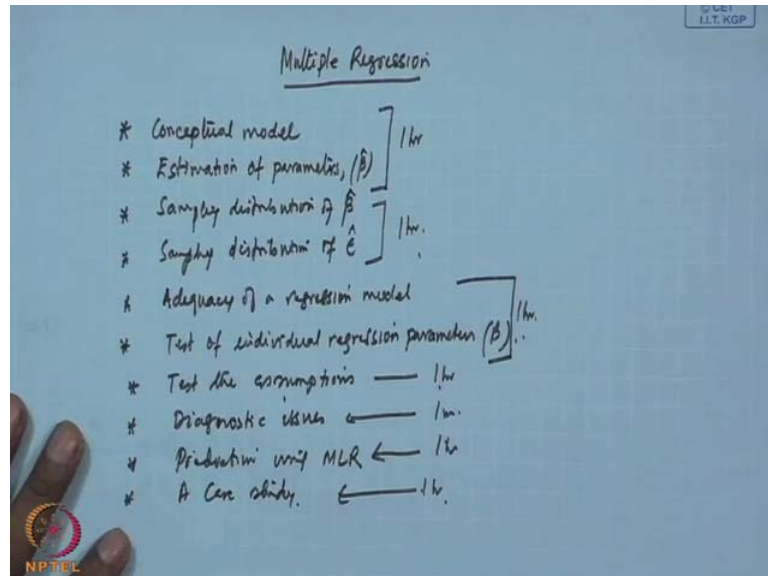 © CET
I.I.T. KGP
Multiple Regression
* Conceptual model
* Estimation of parameters, (β̂) ] 1 hr
* Sampling distribution of β̂
* Sampling distribution of ε̂ ] 1 hr.
* Adequacy of a regression model
* Test of individual regression parameters (β) ] 1 hr.
* Test the assumptions — 1 hr
* Diagnostic issues ← 1 hr.
* Prediction using MLR ← 1 hr
* A Case study. ← 1 hr.
NPTEL